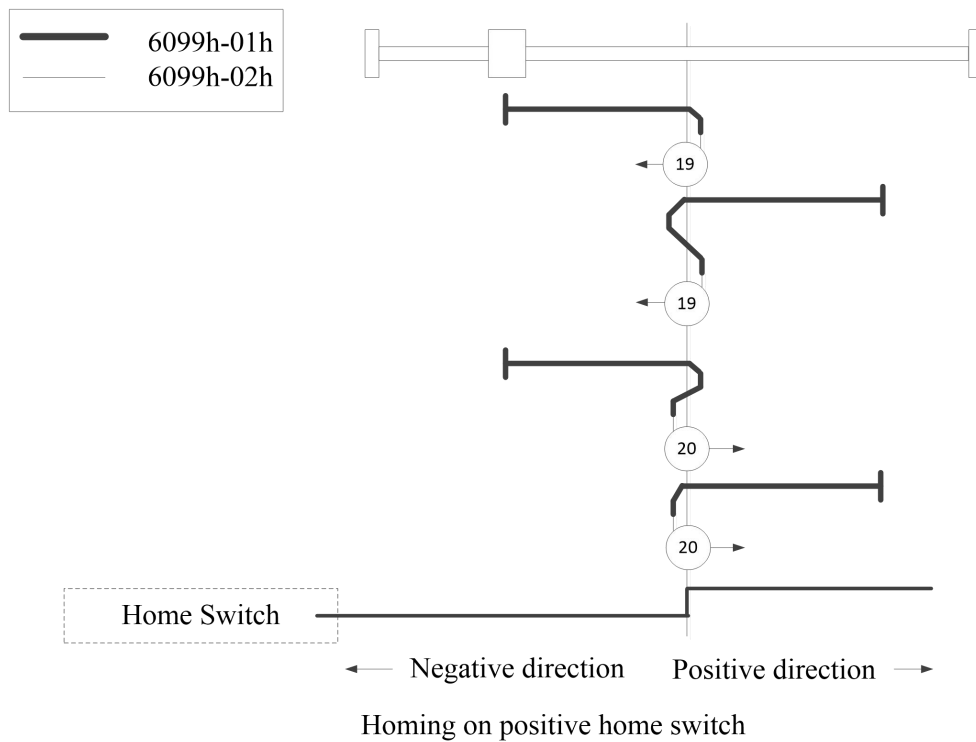 6099h-01h
6099h-02h
19
19
20
20
Home Switch
Negative direction
Positive direction
Homing on positive home switch